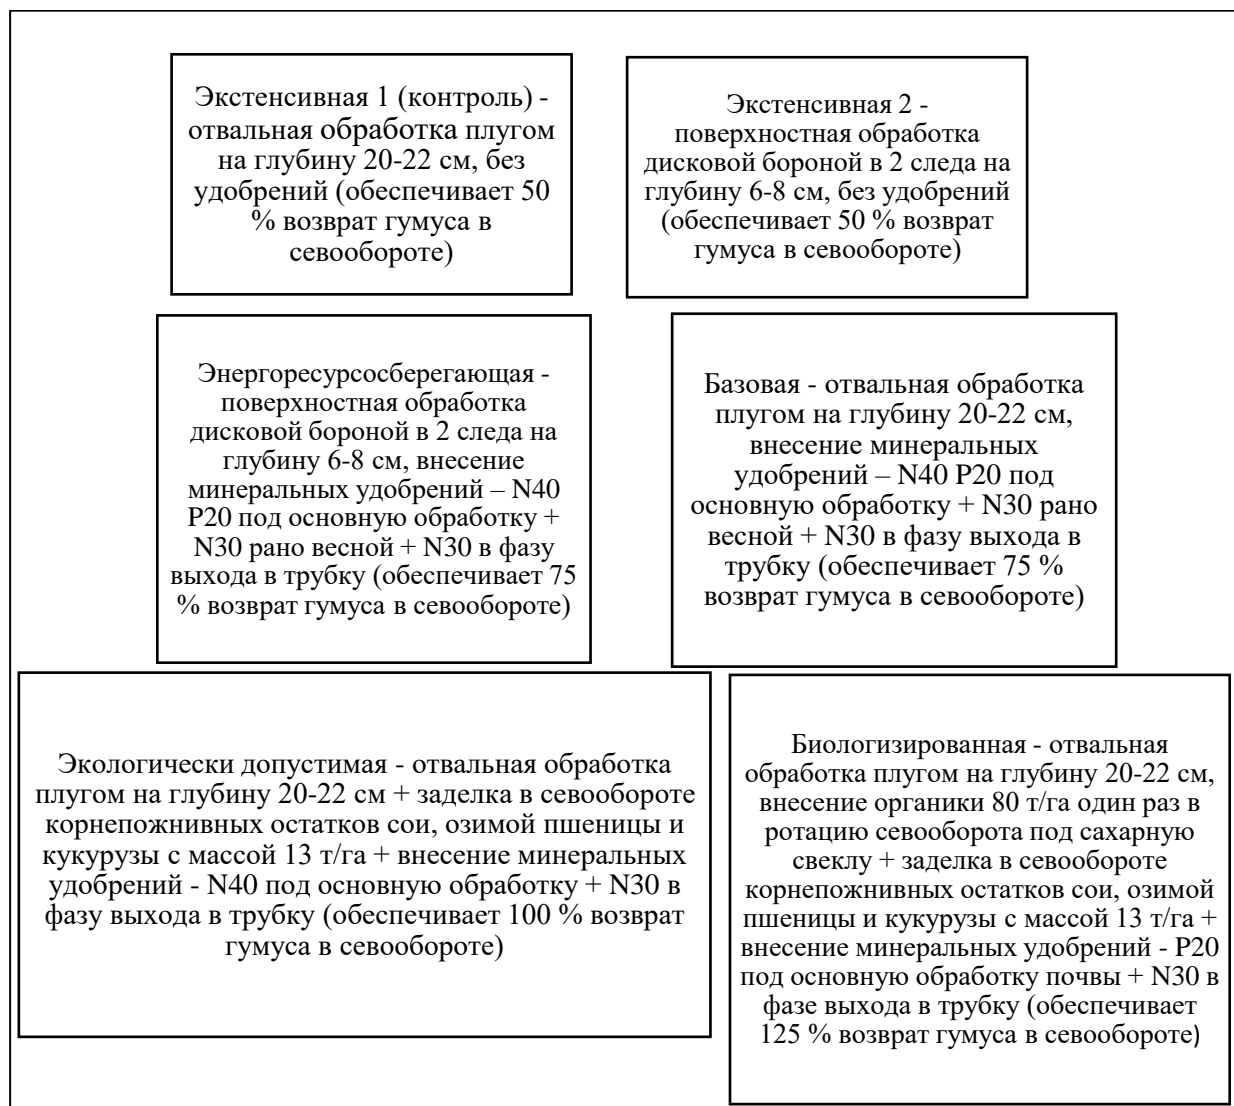 Экстенсивная 1 (контроль) -
отвальная обработка плугом
на глубину 20-22 см, без
удобрений (обеспечивает 50
% возврат гумуса в
севообороте)
Экстенсивная 2 -
поверхностная обработка
дисковой бороной в 2 следа на
глубину 6-8 см, без удобрений
(обеспечивает 50 % возврат
гумуса в севообороте)
Энергоресурсосберегающая -
поверхностная обработка
дисковой бороной в 2 следа на
глубину 6-8 см, внесение
минеральных удобрений – N40
P20 под основную обработку +
N30 рано весной + N30 в фазу
выхода в трубку (обеспечивает 75
% возврат гумуса в севообороте)
Базовая - отвальная обработка
плугом на глубину 20-22 см,
внесение минеральных
удобрений – N40 P20 под
основную обработку + N30 рано
весной + N30 в фазу выхода в
трубку (обеспечивает 75 %
возврат гумуса в севообороте)
Экологически допустимая - отвальная обработка
плугом на глубину 20-22 см + заделка в севообороте
корнепожнивных остатков сои, озимой пшеницы и
кукурузы с массой 13 т/га + внесение минеральных
удобрений - N40 под основную обработку + N30 в
фазу выхода в трубку (обеспечивает 100 % возврат
гумуса в севообороте)
Биологизированная - отвальная
обработка плугом на глубину 20-22 см,
внесение органики 80 т/га один раз в
ротацию севооборота под сахарную
свеклу + заделка в севообороте
корнепожнивных остатков сои, озимой
пшеницы и кукурузы с массой 13 т/га +
внесение минеральных удобрений - P20
под основную обработку почвы + N30 в
фазе выхода в трубку (обеспечивает
125 % возврат гумуса в севообороте)